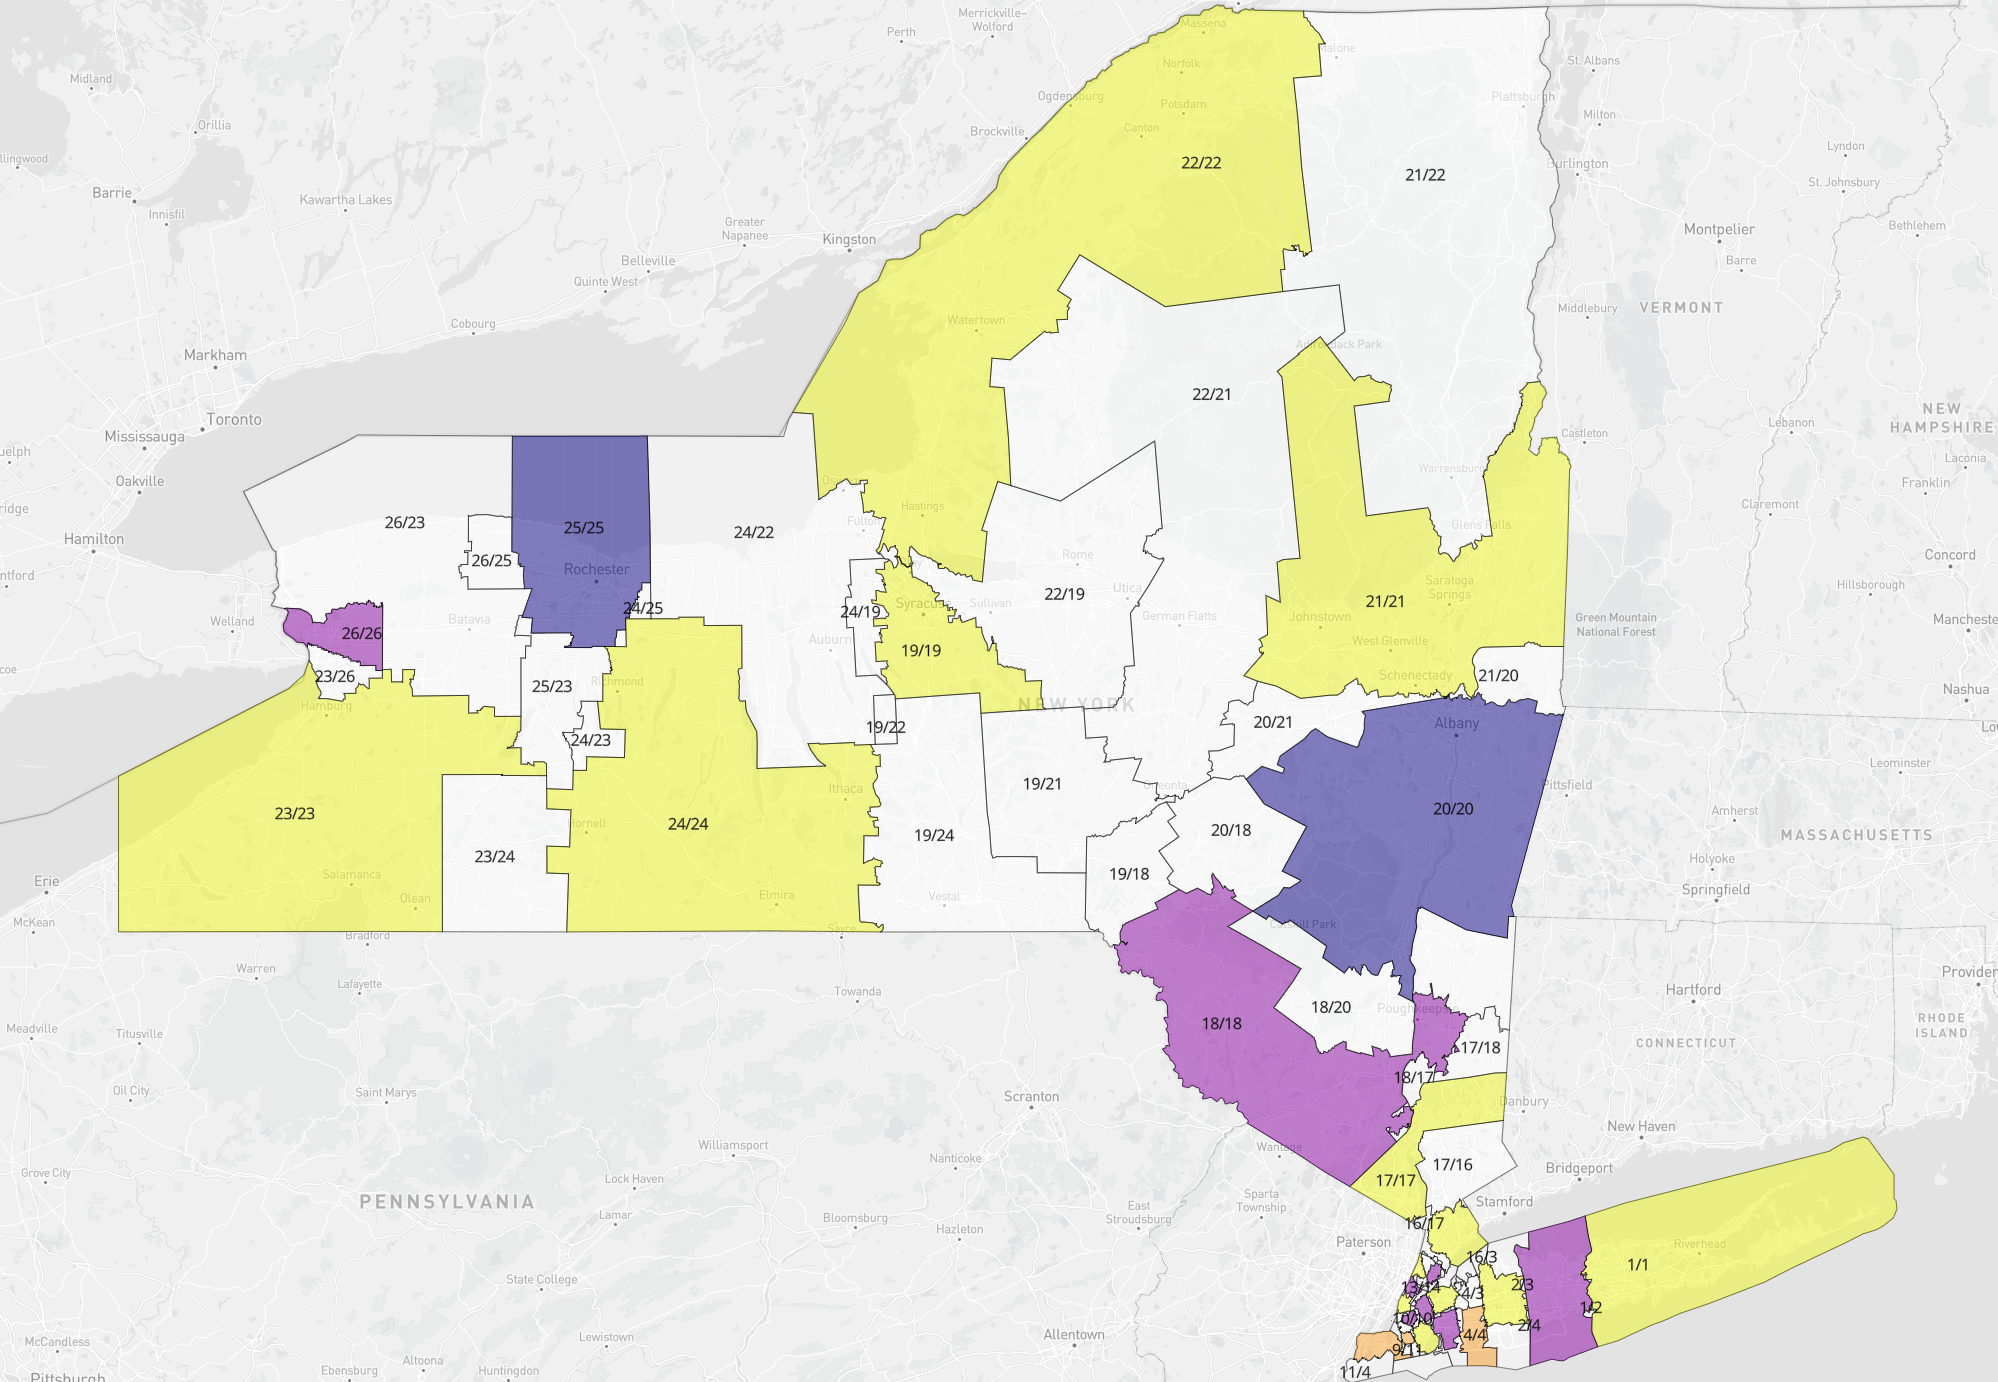 Merrickville–
Wolford
Perth
Massena
Malone
St. Albans
Midland
Norfolk
Ogdensburg
Potsdam
Plattsburgh
Orillia
Canton
Milton
Brockville
llingwood
22/22
21/22
Burlington
Lyndon
Barrie
Kawartha Lakes
St. Johnsbury
Innisfil
Greater
Napanee
Kingston
Montpelier
Bethlehem
Belleville
Barre
Quinte West
Middlebury
VERMONT
Cobourg
Watertown
Markham
Adirondack Park
22/21
NEW
HAMPSHIRE
Toronto
Mississauga
Castleton
Lebanon
Laconia
Oakville
Warrensburg
Franklin
Claremont
Hastings
26/23
25/25
24/22
Fulton
Glens Falls
Hamilton
Rome
Concord
26/25
Rochester
Saratoga
Springs
Hillsborough
22/19
Utica
Syracuse
Sullivan
24/25
24/19
21/21
Johnstown
German Flatts
Green Mountain
National Forest
Welland
Batavia
26/26
Auburn
West Glenville
19/19
23/26
25/23
Richmond
Schenectady
21/20
Nashua
Hamburg
NEW YORK
20/21
Albany
19/22
24/23
Leominster
Ithaca
19/21
Oneonta
Pittsfield
23/23
Hornell
24/24
19/24
20/18
20/20
Amherst
MASSACHUSETTS
23/24
19/18
Holyoke
Erie
Salamanca
Elmira
Vestal
Springfield
Olean
McKean
Bradford
Sayre
Catskill Park
Warren
Lafayette
Towanda
Hartford
18/18
18/20
Poughkeepsie
Meadville
Titusville
RHODE
ISLAND
CONNECTICUT
17/18
18/17
Oil City
Saint Marys
Scranton
Danbury
New Haven
Williamsport
Wantage
Nanticoke
17/16
Bridgeport
Grove City
Lock Haven
17/17
PENNSYLVANIA
Sparta
Township
Stamford
East
Stroudsburg
Lamar
Bloomsburg
16/17
Hazleton
Paterson
Riverhead
16/3
1/1
State College
13/14
4/3
2/3
1/2
10/10
2/4
McCandless
Lewistown
Allentown
4/4
9/11
Altoona
Ebensburg
Huntingdon
11/4
Pittsburgh